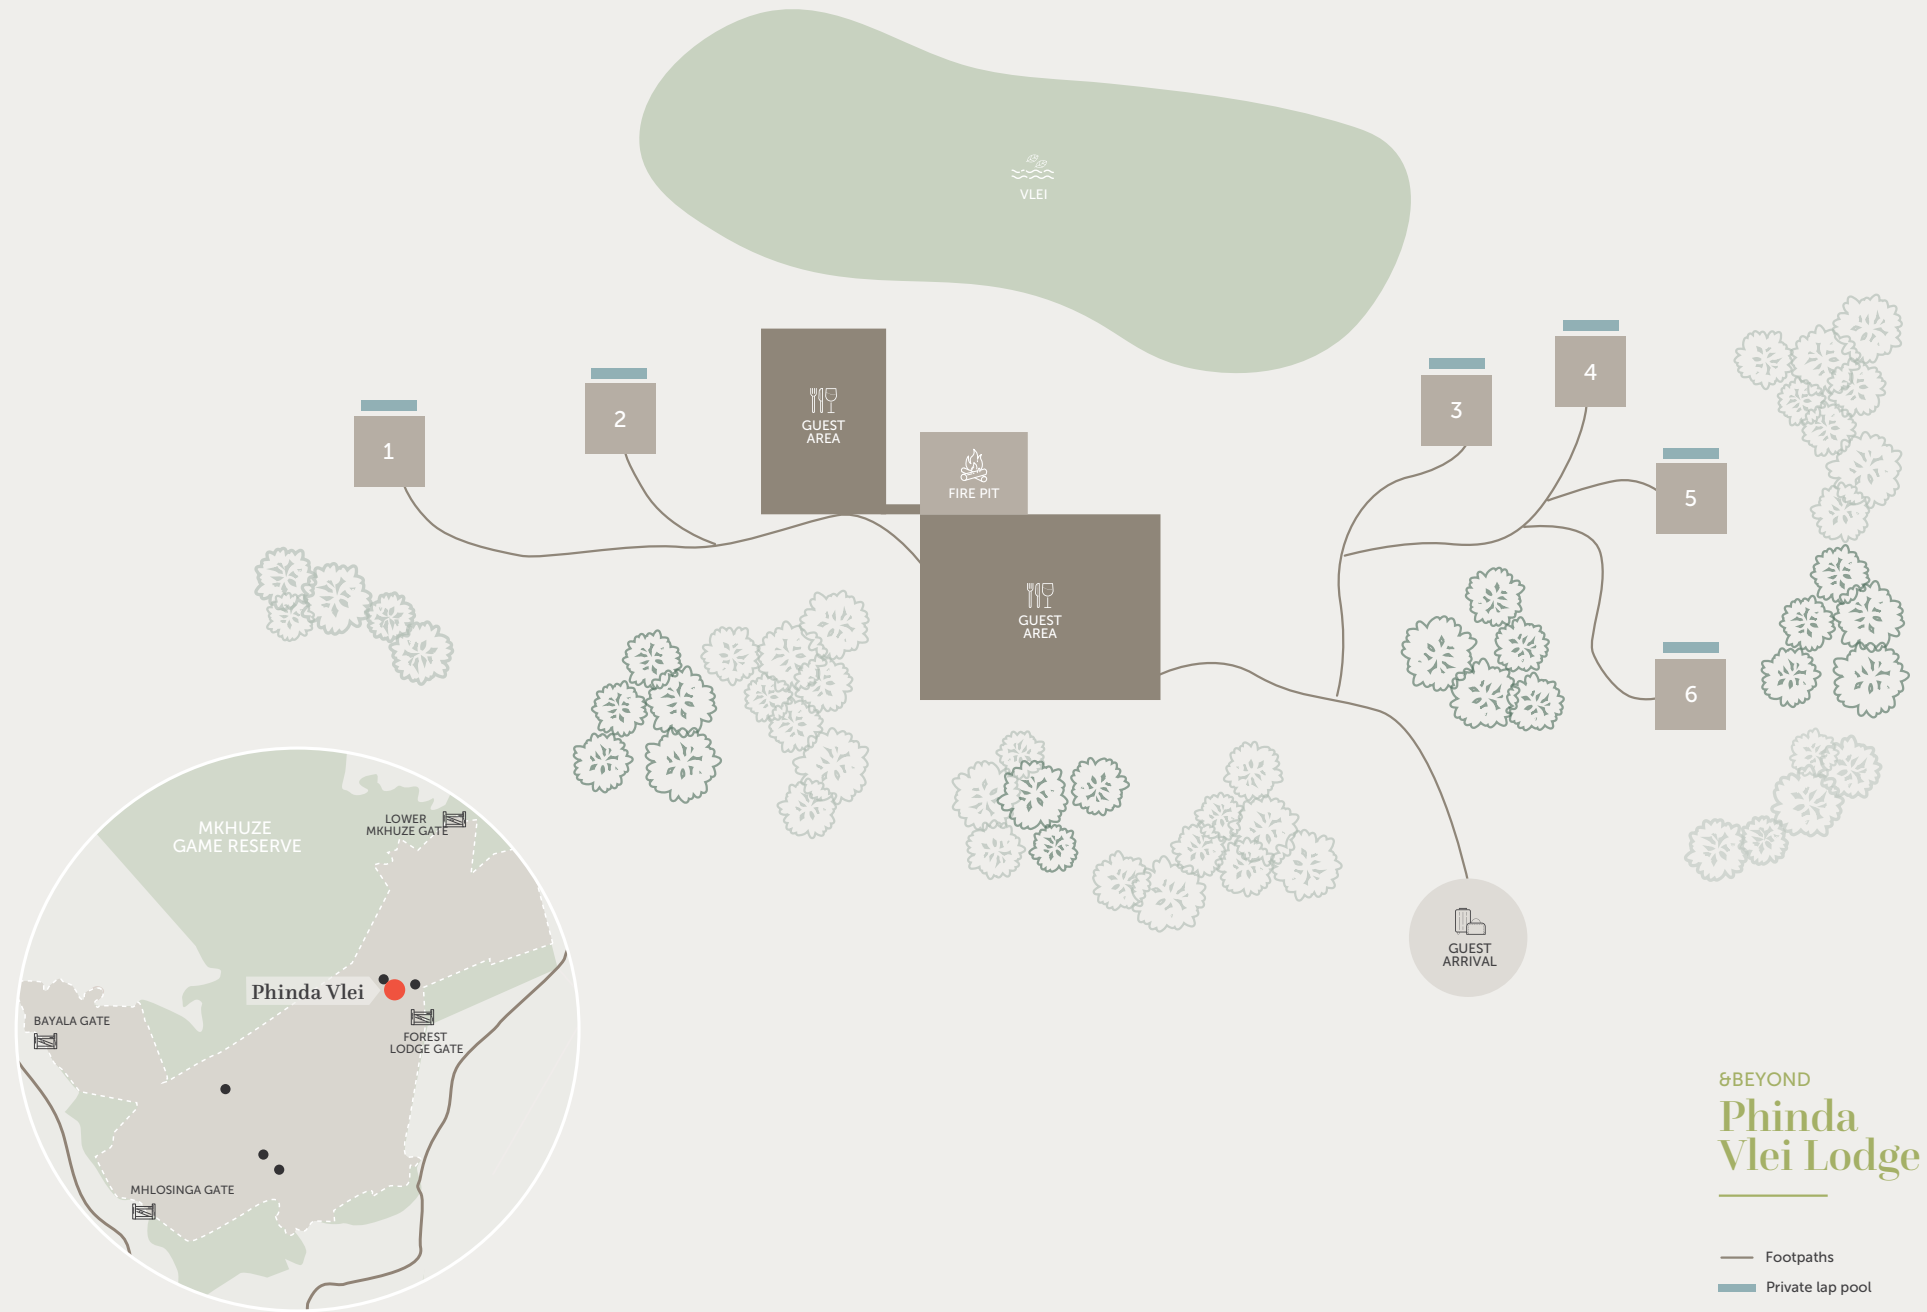 VLEI
1
2
GUEST
AREA
FIRE PIT
3
4
5
6
GUEST
AREA
GUEST
ARRIVAL
MKHUZE
GAME RESERVE
LOWER
MKHUZE GATE
Phinda Vlei
BAYALA GATE
FOREST
LODGE GATE
MHLOSINGA GATE
&BEYOND
Phinda
Vlei Lodge
Footpaths
Private lap pool